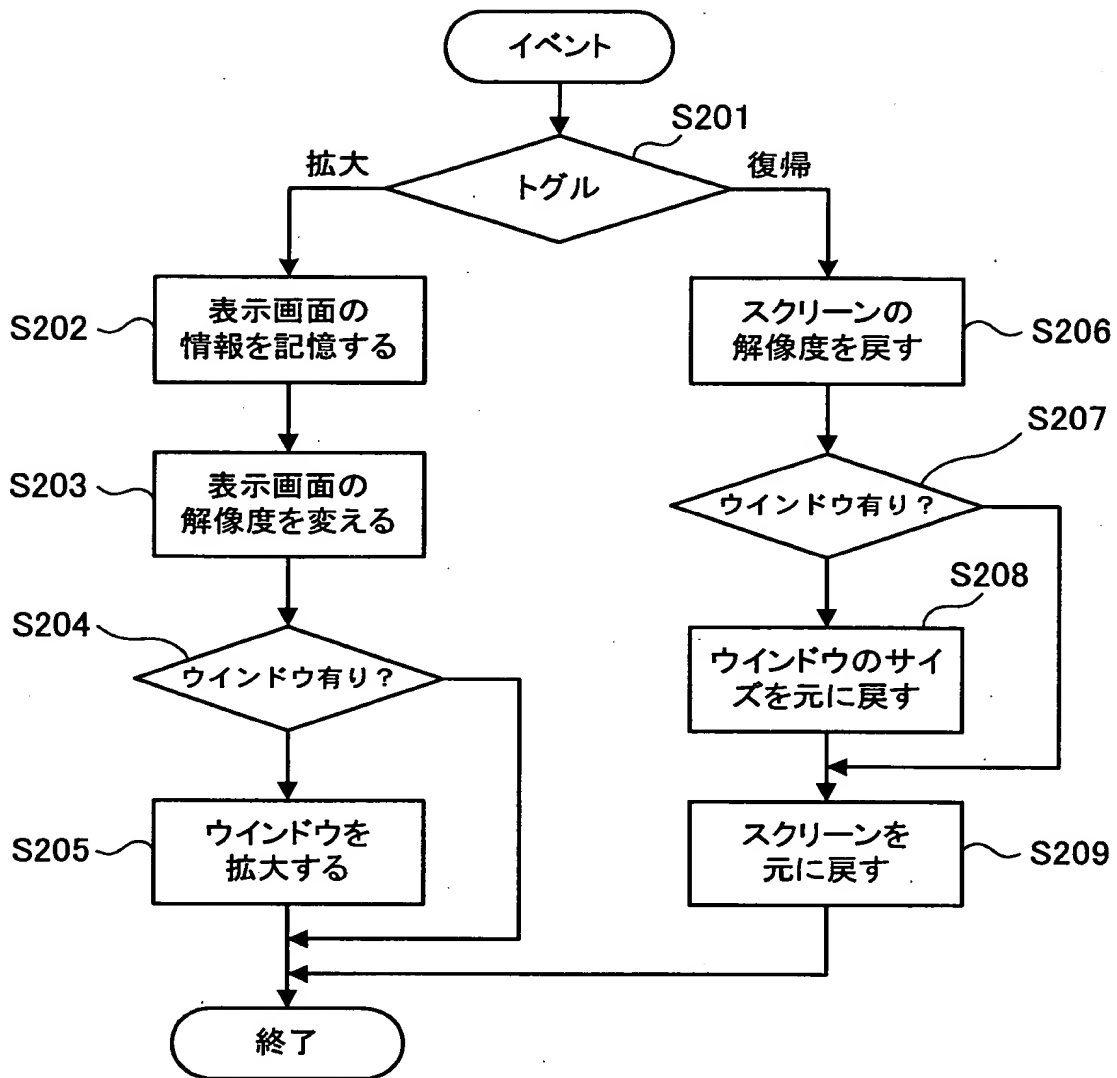 イベント
S201
拡大
復帰
トグル
S202
表示画面の
情報を記憶する
S203
表示画面の
解像度を変える
S204
ウインドウ有り?
S205
ウインドウを
拡大する
スクリーンの
解像度を戻す
S206
S207
ウインドウ有り?
S208
ウインドウのサイ
ズを元に戻す
スクリーンを
元に戻す
S209
終了